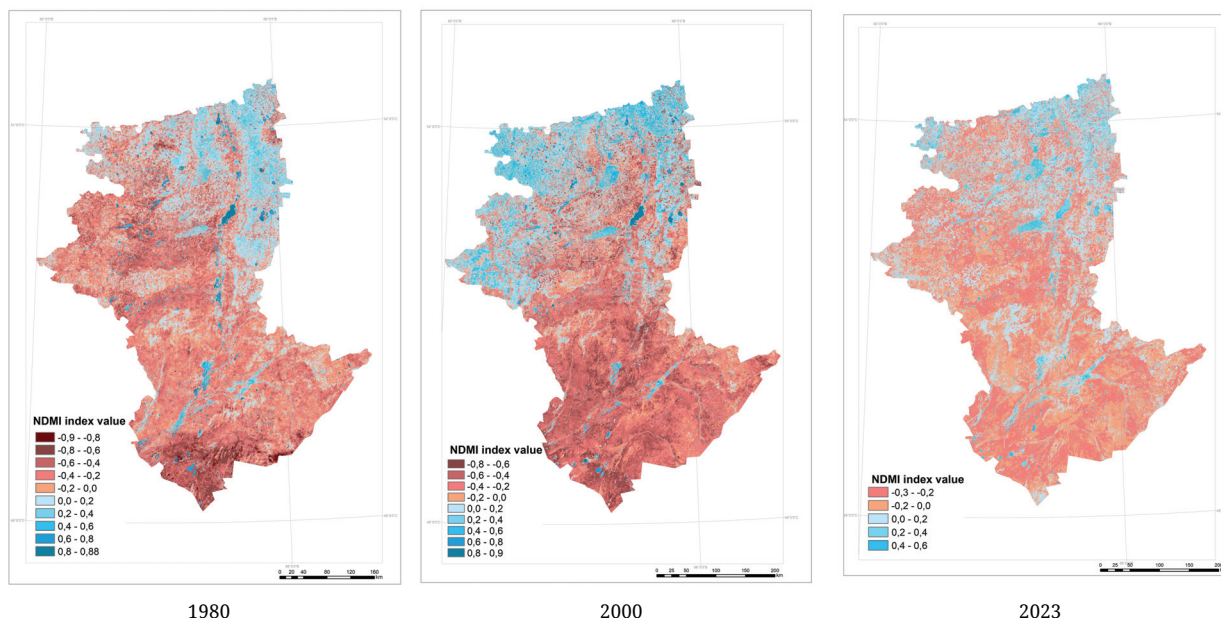 NDMI index value
-0,9 - -0,8
-0,8 - -0,6
-0,6 - -0,4
-0,4 - -0,2
-0,2 - 0,0
0,0 - 0,2
0,2 - 0,4
0,4 - 0,6
0,6 - 0,8
0,8 - 0,88
0 20 40 80 120 160
km
1980
NDMI index value
-0,8 - -0,6
-0,6 - -0,4
-0,4 - -0,2
-0,2 - 0,0
0,0 - 0,2
0,2 - 0,4
0,4 - 0,6
0,6 - 0,8
0,8 - 0,9
0 25 50 100 150 200
km
2000
NDMI index value
-0,3 - -0,2
-0,2 - 0,0
0,0 - 0,2
0,2 - 0,4
0,4 - 0,6
0 25 50 100 150 200
km
2023